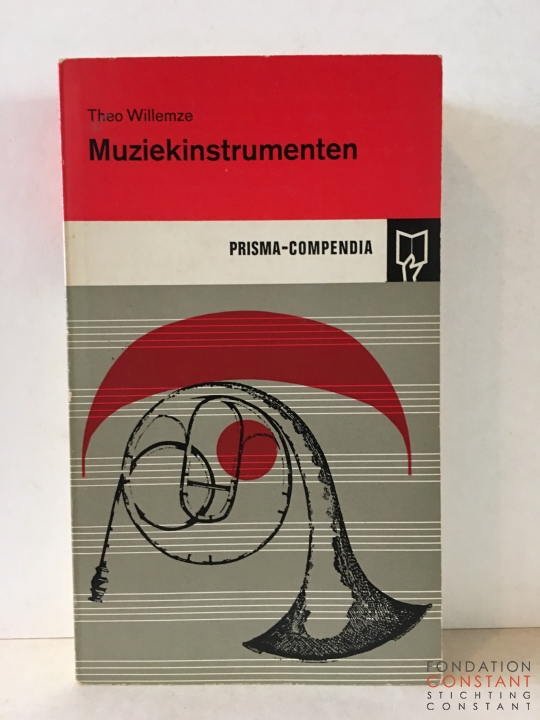 Theo Willemze
Muziekinstrumenten
PRISMA-COMPENDIA
FONDATION
CONSTANT
STICHTING
CONSTANT